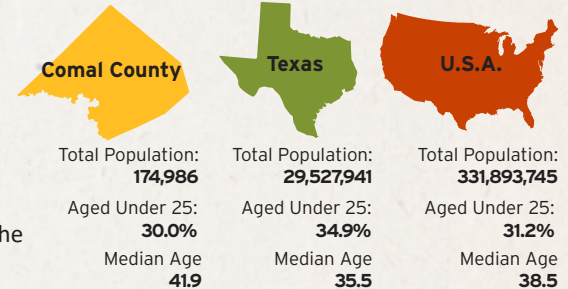 Comal County
Texas
U.S.A.
Total Population:
174,986
Total Population:
29,527,941
Total Population:
331,893,745
Aged Under 25:
30.0%
Aged Under 25:
34.9%
Aged Under 25:
31.2%
he
Median Age
41.9
Median Age
35.5
Median Age
38.5